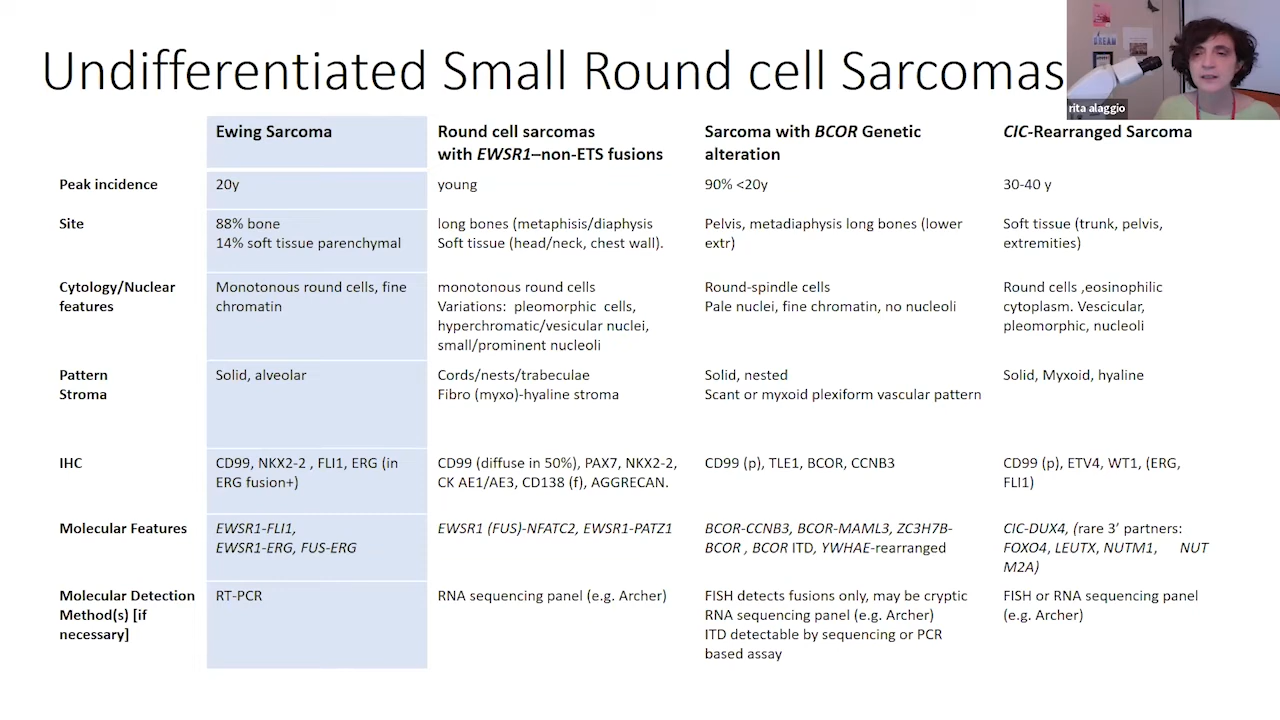 Undifferentiated Small Round cell Sarcomas
DREAM
rita alaggio
Ewing Sarcoma
Round cell sarcomas
with EWSR1–non-ETS fusions
Sarcoma with BCOR Genetic
alteration
CIC-Rearranged Sarcoma
Peak incidence
20y
young
90% <20y
30-40 y
Site
88% bone
14% soft tissue parenchymal
long bones (metaphisis/diaphysis
Soft tissue (head/neck, chest wall).
Pelvis, metadiaphysis long bones (lower
extr)
Soft tissue (trunk, pelvis,
extremities)
Cytology/Nuclear
features
Monotonous round cells, fine
chromatin
monotonous round cells
Variations: pleomorphic cells,
hyperchromatic/vesicular nuclei,
small/prominent nucleoli
Round-spindle cells
Pale nuclei, fine chromatin, no nucleoli
Round cells ,eosinophilic
cytoplasm. Vescicular,
pleomorphic, nucleoli
Pattern
Stroma
Solid, alveolar
Cords/nests/trabeculae
Fibro (myxo)-hyaline stroma
Solid, nested
Scant or myxoid plexiform vascular pattern
Solid, Myxoid, hyaline
IHC
CD99, NKX2-2 , FLI1, ERG (in
ERG fusion+)
CD99 (diffuse in 50%), PAX7, NKX2-2,
CK AE1/AE3, CD138 (f), AGGRECAN.
CD99 (p), TLE1, BCOR, CCNB3
CD99 (p), ETV4, WT1, (ERG,
FLI1)
Molecular Features
EWSR1-FLI1,
EWSR1-ERG, FUS-ERG
EWSR1 (FUS)-NFATC2, EWSR1-PATZ1
BCOR-CCNB3, BCOR-MAML3, ZC3H7B-
BCOR , BCOR ITD, YWHAE-rearranged
CIC-DUX4, (rare 3’ partners:
FOXO4, LEUTX, NUTM1, NUT
M2A)
Molecular Detection
Method(s) [if
necessary]
RT-PCR
RNA sequencing panel (e.g. Archer)
FISH detects fusions only, may be cryptic
RNA sequencing panel (e.g. Archer)
ITD detectable by sequencing or PCR
based assay
FISH or RNA sequencing panel
(e.g. Archer)